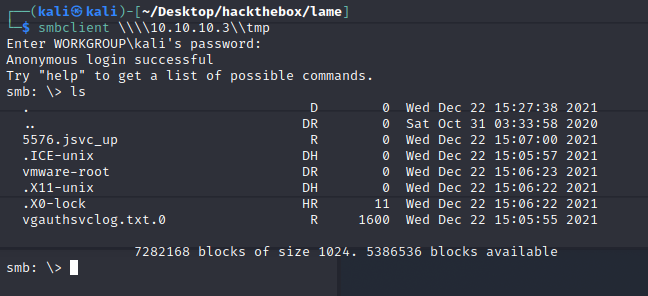 ┌──(kali㉿kali)-[~/Desktop/hackthebox/lame]
└─$ smbclient \\\\10.10.10.3\\tmp
Enter WORKGROUP\kali's password:
Anonymous login successful
Try "help" to get a list of possible commands.
smb: \> ls
  .                                   D        0  Wed Dec 22 15:27:38 2021
  ..                                 DR        0  Sat Oct 31 03:33:58 2020
  5576.jsvc_up                        R        0  Wed Dec 22 15:07:00 2021
  .ICE-unix                          DH        0  Wed Dec 22 15:05:57 2021
  vmware-root                        DR        0  Wed Dec 22 15:06:23 2021
  .X11-unix                          DH        0  Wed Dec 22 15:06:22 2021
  .X0-lock                           HR       11  Wed Dec 22 15:06:22 2021
  vgauthsvclog.txt.0                  R     1600  Wed Dec 22 15:05:55 2021
                7282168 blocks of size 1024. 5386536 blocks available
smb: \>